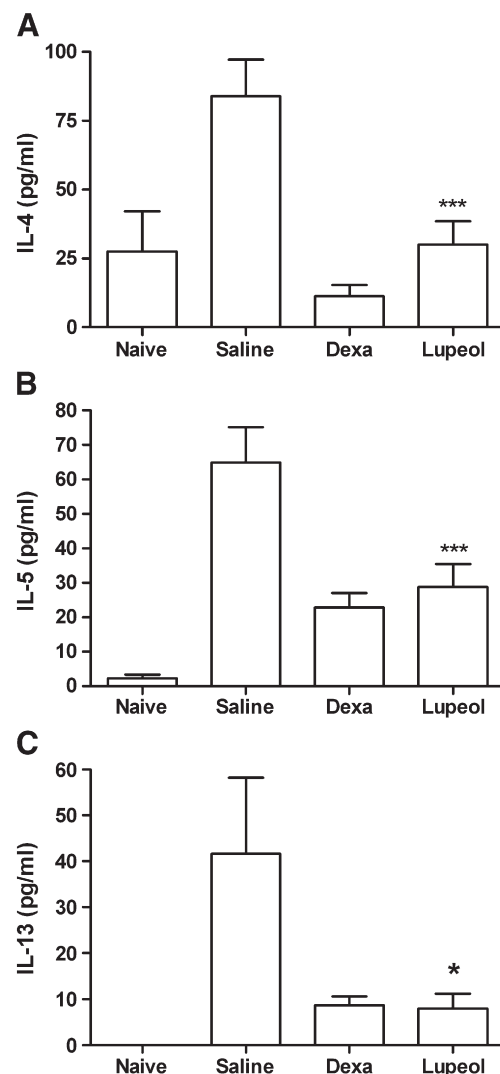 A
IL-4 (pg/ml)
100
75
50
25
0
***
Naive Saline Dexa Lupeol
B
IL-5 (pg/ml)
80
70
60
50
40
30
20
10
0
***
Naive Saline Dexa Lupeol
C
IL-13 (pg/ml)
60
50
40
30
20
10
0
*
Naive Saline Dexa Lupeol